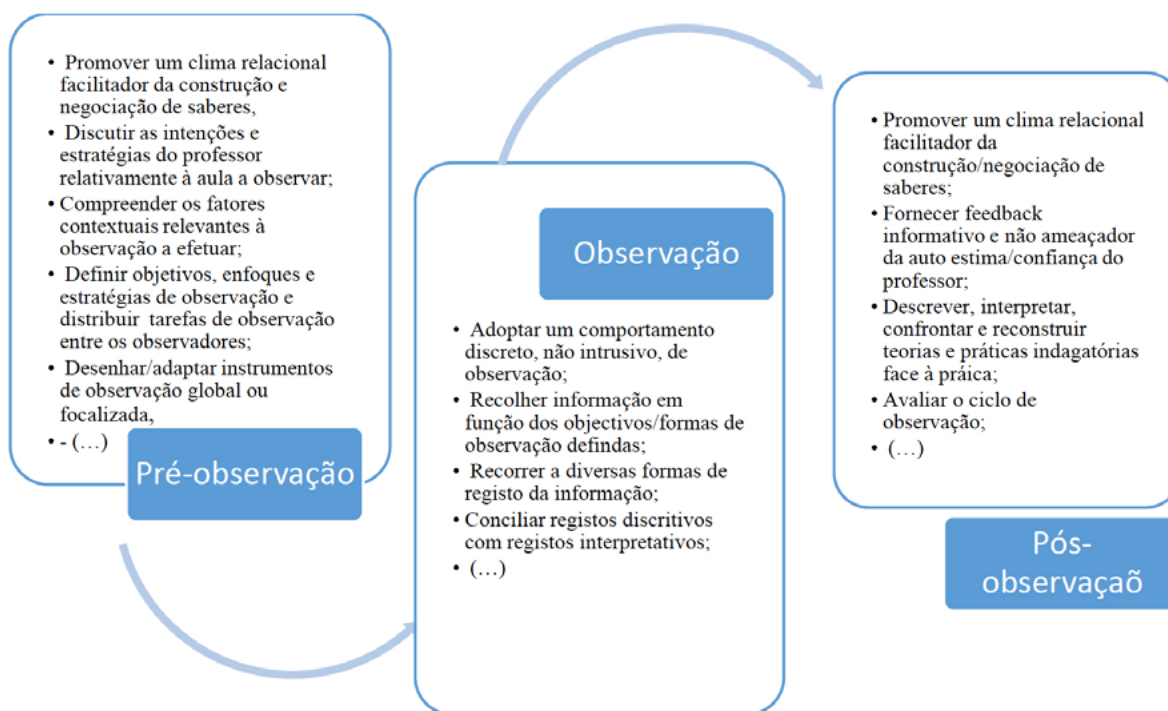 • Promover um clima relacional
facilitador da construção e
negociação de saberes,
• Discutir as intenções e
estratégias do professor
relativamente à aula a observar;
• Compreender os fatores
contextuais relevantes à
observação a efetuar;
• Definir objetivos, enfoques e
estratégias de observação e
distribuir tarefas de observação
entre os observadores;
• Desenhar/adaptar instrumentos
de observação global ou
focalizada,
• - (…)
Pré-observação
Observação
• Adoptar um comportamento
discreto, não intrusivo, de
observação;
• Recolher informação em
função dos objectivos/formas de
observação defindas;
• Recorrer a diversas formas de
registo da informação;
• Conciliar registos discritivos
com registos interpretativos;
• (…)
• Promover um clima relacional
facilitador da
construção/negociação de
saberes;
• Fornecer feedback
informativo e não ameaçador
da auto estima/confiança do
professor;
• Descrever, interpretar,
confrontar e reconstruir
teorias e práticas indagatórias
face à práica;
• Avaliar o ciclo de
observação;
• (…)
Pós-
observaçaõ